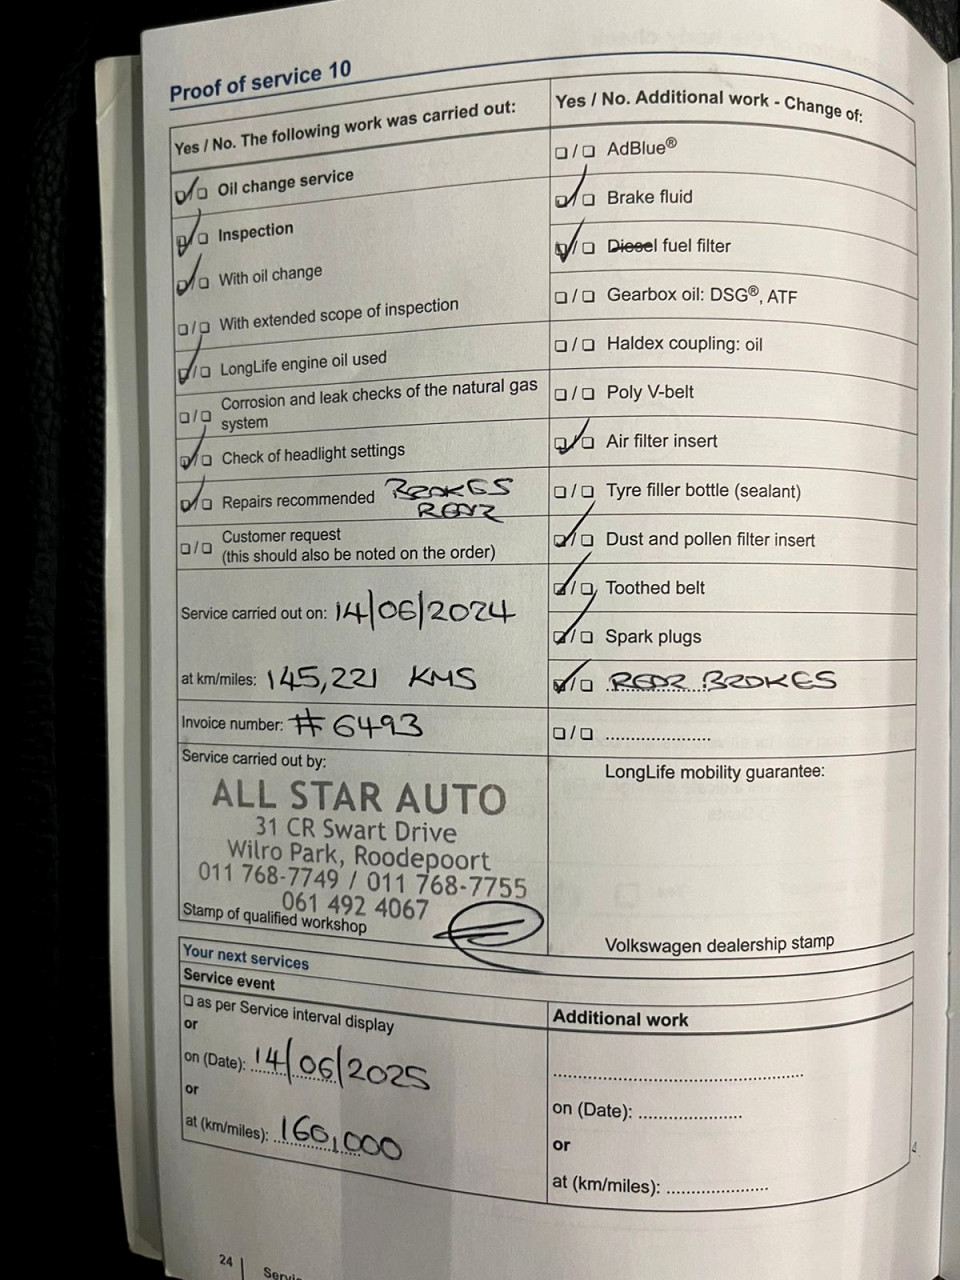 Proof of service 10
Yes / No. The following work was carried out:
Oil change service
Inspection
With oil change
With extended scope of inspection
LongLife engine oil used
Corrosion and leak checks of the natural gas
system
Check of headlight settings
Repairs recommended BRAKES
REAR
Customer request
(this should also be noted on the order)
Service carried out on: 14/06/2024
at km/miles: 145,221 KMS
Invoice number: #6493
Service carried out by:
ALL STAR AUTO
31 CR Swart Drive
Wilro Park, Roodepoort
011 768-7749 / 011 768-7755
061 492 4067
Stamp of qualified workshop
Yes / No. Additional work - Change of:
AdBlue®
Brake fluid
Diesel fuel filter
Gearbox oil: DSG®, ATF
Haldex coupling: oil
Poly V-belt
Air filter insert
Tyre filler bottle (sealant)
Dust and pollen filter insert
Toothed belt
Spark plugs
REAR BRAKES
LongLife mobility guarantee:
Volkswagen dealership stamp
Your next services
Service event
as per Service interval display
or
on (Date): 14/06/2025
or
at (km/miles): 160,000
Additional work
on (Date):
or
at (km/miles):
24